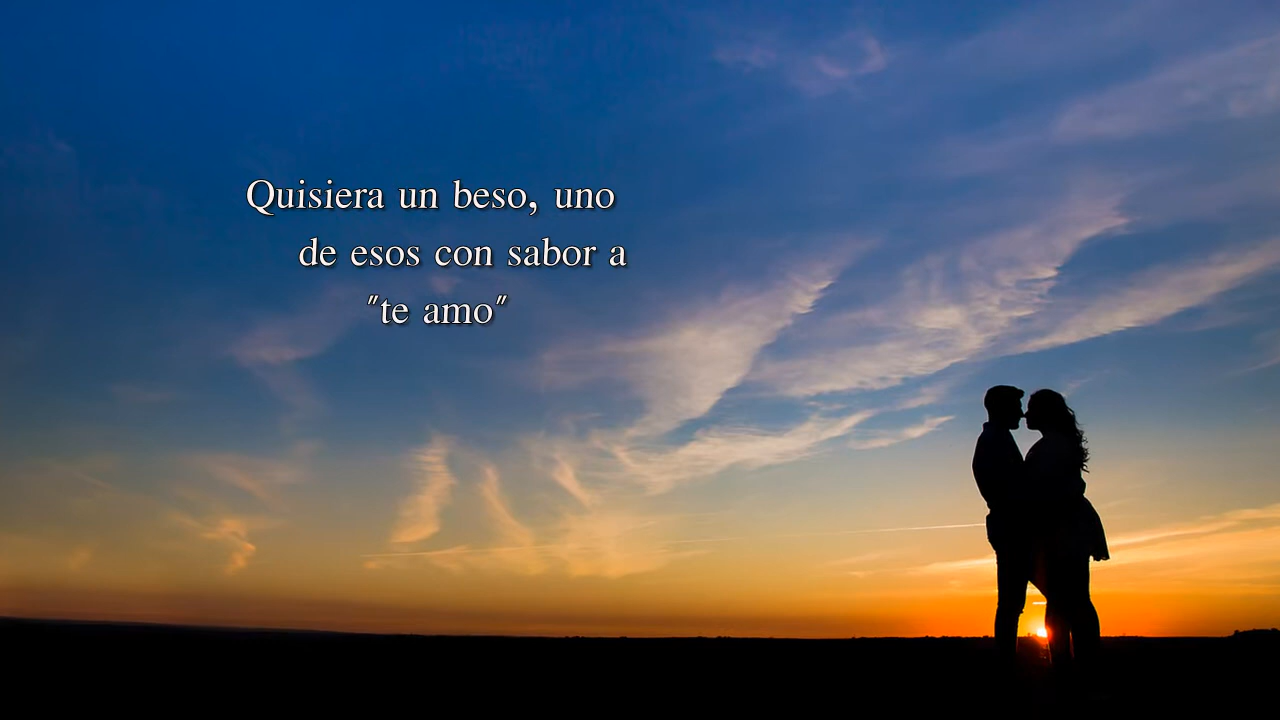 Quisiera un beso, uno
de esos con sabor a
"te amo"